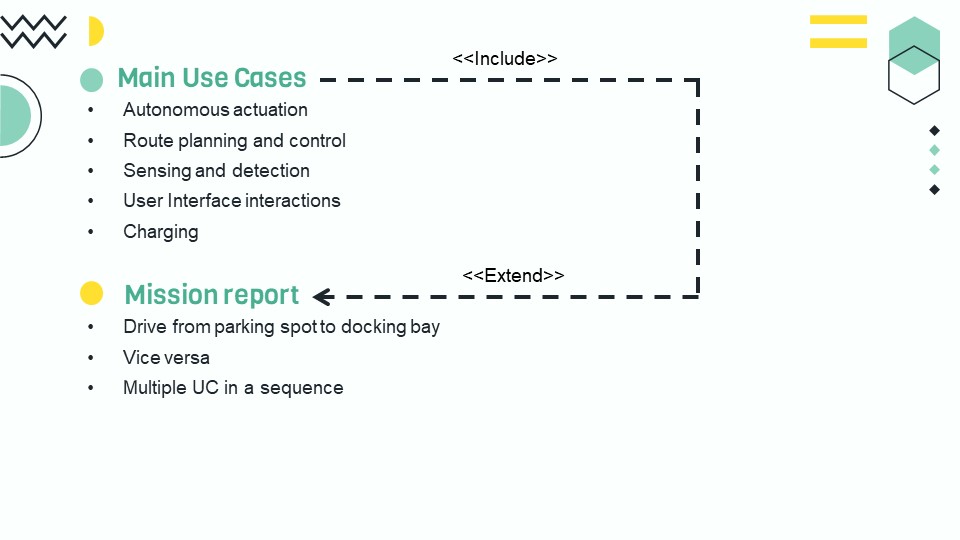 <<Include>>
Main Use Cases
• Autonomous actuation
• Route planning and control
• Sensing and detection
• User Interface interactions
• Charging
<<Extend>>
Mission report
• Drive from parking spot to docking bay
• Vice versa
• Multiple UC in a sequence